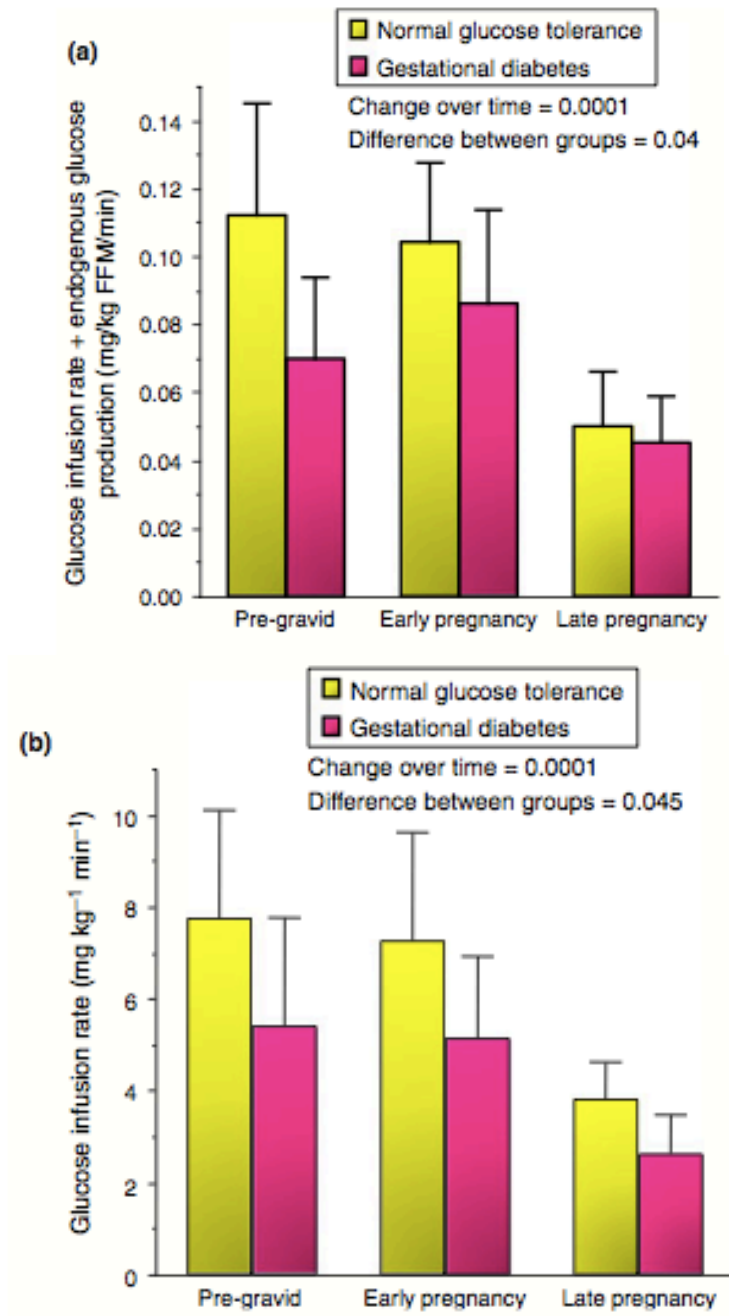 (a)
Normal glucose tolerance
Gestational diabetes
Change over time = 0.0001
Difference between groups = 0.04
Glucose infusion rate + endogenous glucose
production (mg/kg FFM/min)
0.14
0.12
0.10
0.08
0.06
0.04
0.02
0.00
Pre-gravid
Early pregnancy
Late pregnancy
(b)
Normal glucose tolerance
Gestational diabetes
Change over time = 0.0001
Difference between groups = 0.045
Glucose infusion rate (mg kg⁻¹ min⁻¹)
10
8
6
4
2
0
Pre-gravid
Early pregnancy
Late pregnancy